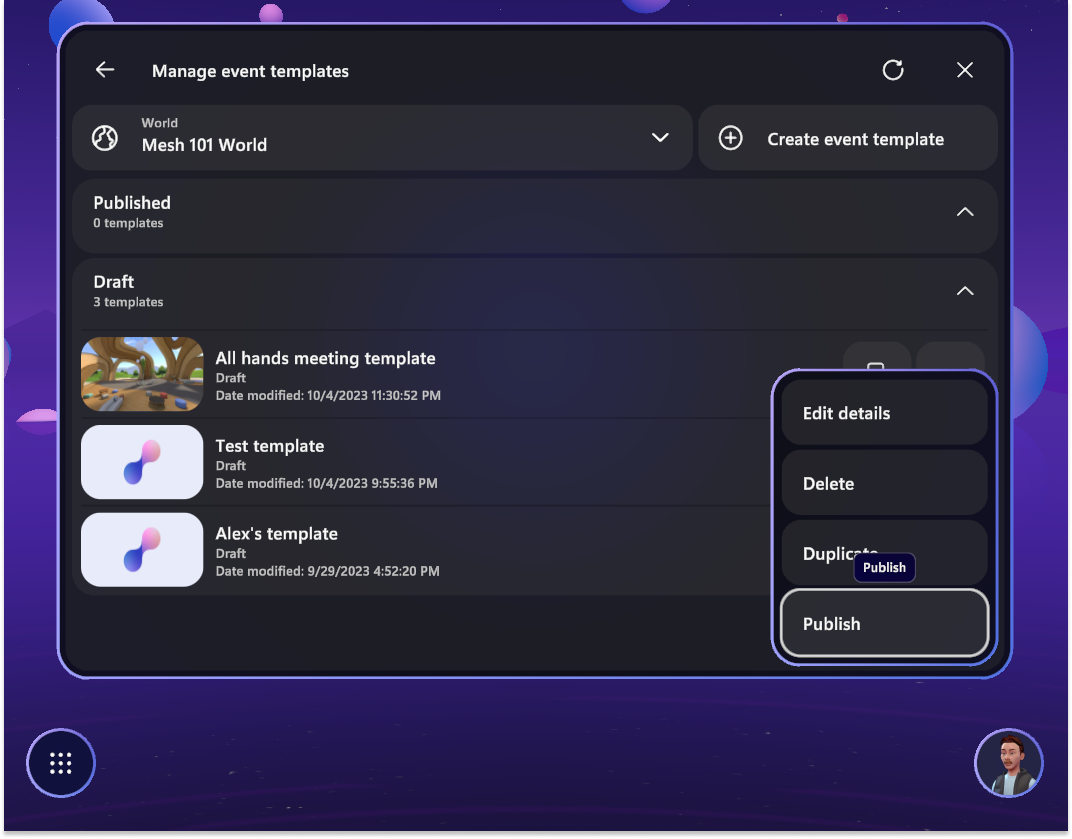 Manage event templates
World
Mesh 101 World
Create event template
Published
0 templates
Draft
3 templates
All hands meeting template
Draft
Date modified: 10/4/2023 11:30:52 PM
Test template
Draft
Date modified: 10/4/2023 9:55:36 PM
Alex's template
Draft
Date modified: 9/29/2023 4:52:20 PM
Edit details
Delete
Duplicate
Publish
Publish